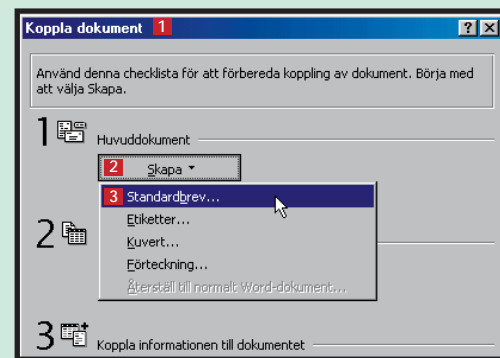 Koppla dokument 1
Använd denna checklista för att förbereda koppling av dokument. Börja med
att välja Skapa.
1 Huvuddokument
2 Skapa
3 Standardbrev...
Etiketter...
2
Kuvert...
Förteckning...
Återställ till normalt Word-dokument...
3 Koppla informationen till dokumentet